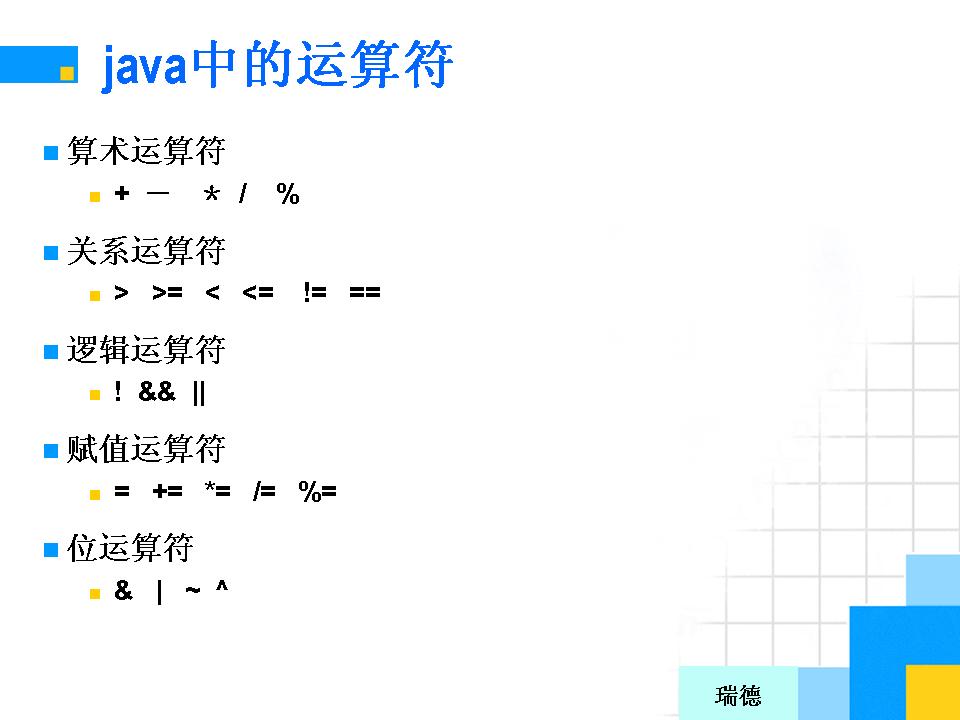 java中的运算符
算术运算符
+ － * / %
关系运算符
> >= < <= != ==
逻辑运算符
! && ||
赋值运算符
= += *= /= %=
位运算符
& | ~ ^
瑞德